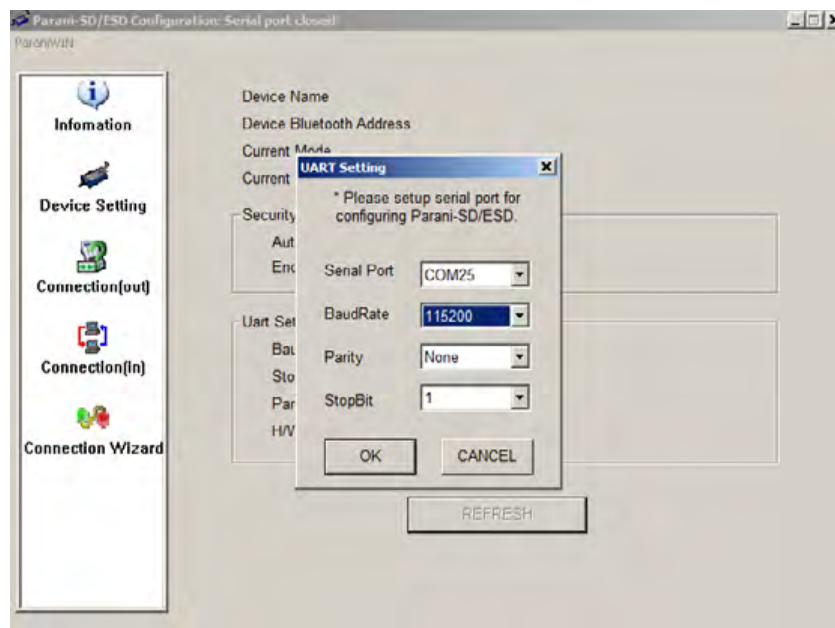 Parani-SD/ESD Configuration: Serial port closed
ParaniWIN
Infomation
Device Setting
Connection(out)
Connection(in)
Connection Wizard
Device Name
Device Bluetooth Address
Current Mode
Current
Security
Aut
Enc
Uart Set
Bau
Sto
Par
H/W
UART Setting
* Please setup serial port for
configuring Parani-SD/ESD.
Serial Port COM25
BaudRate 115200
Parity None
StopBit 1
OK CANCEL
REFRESH